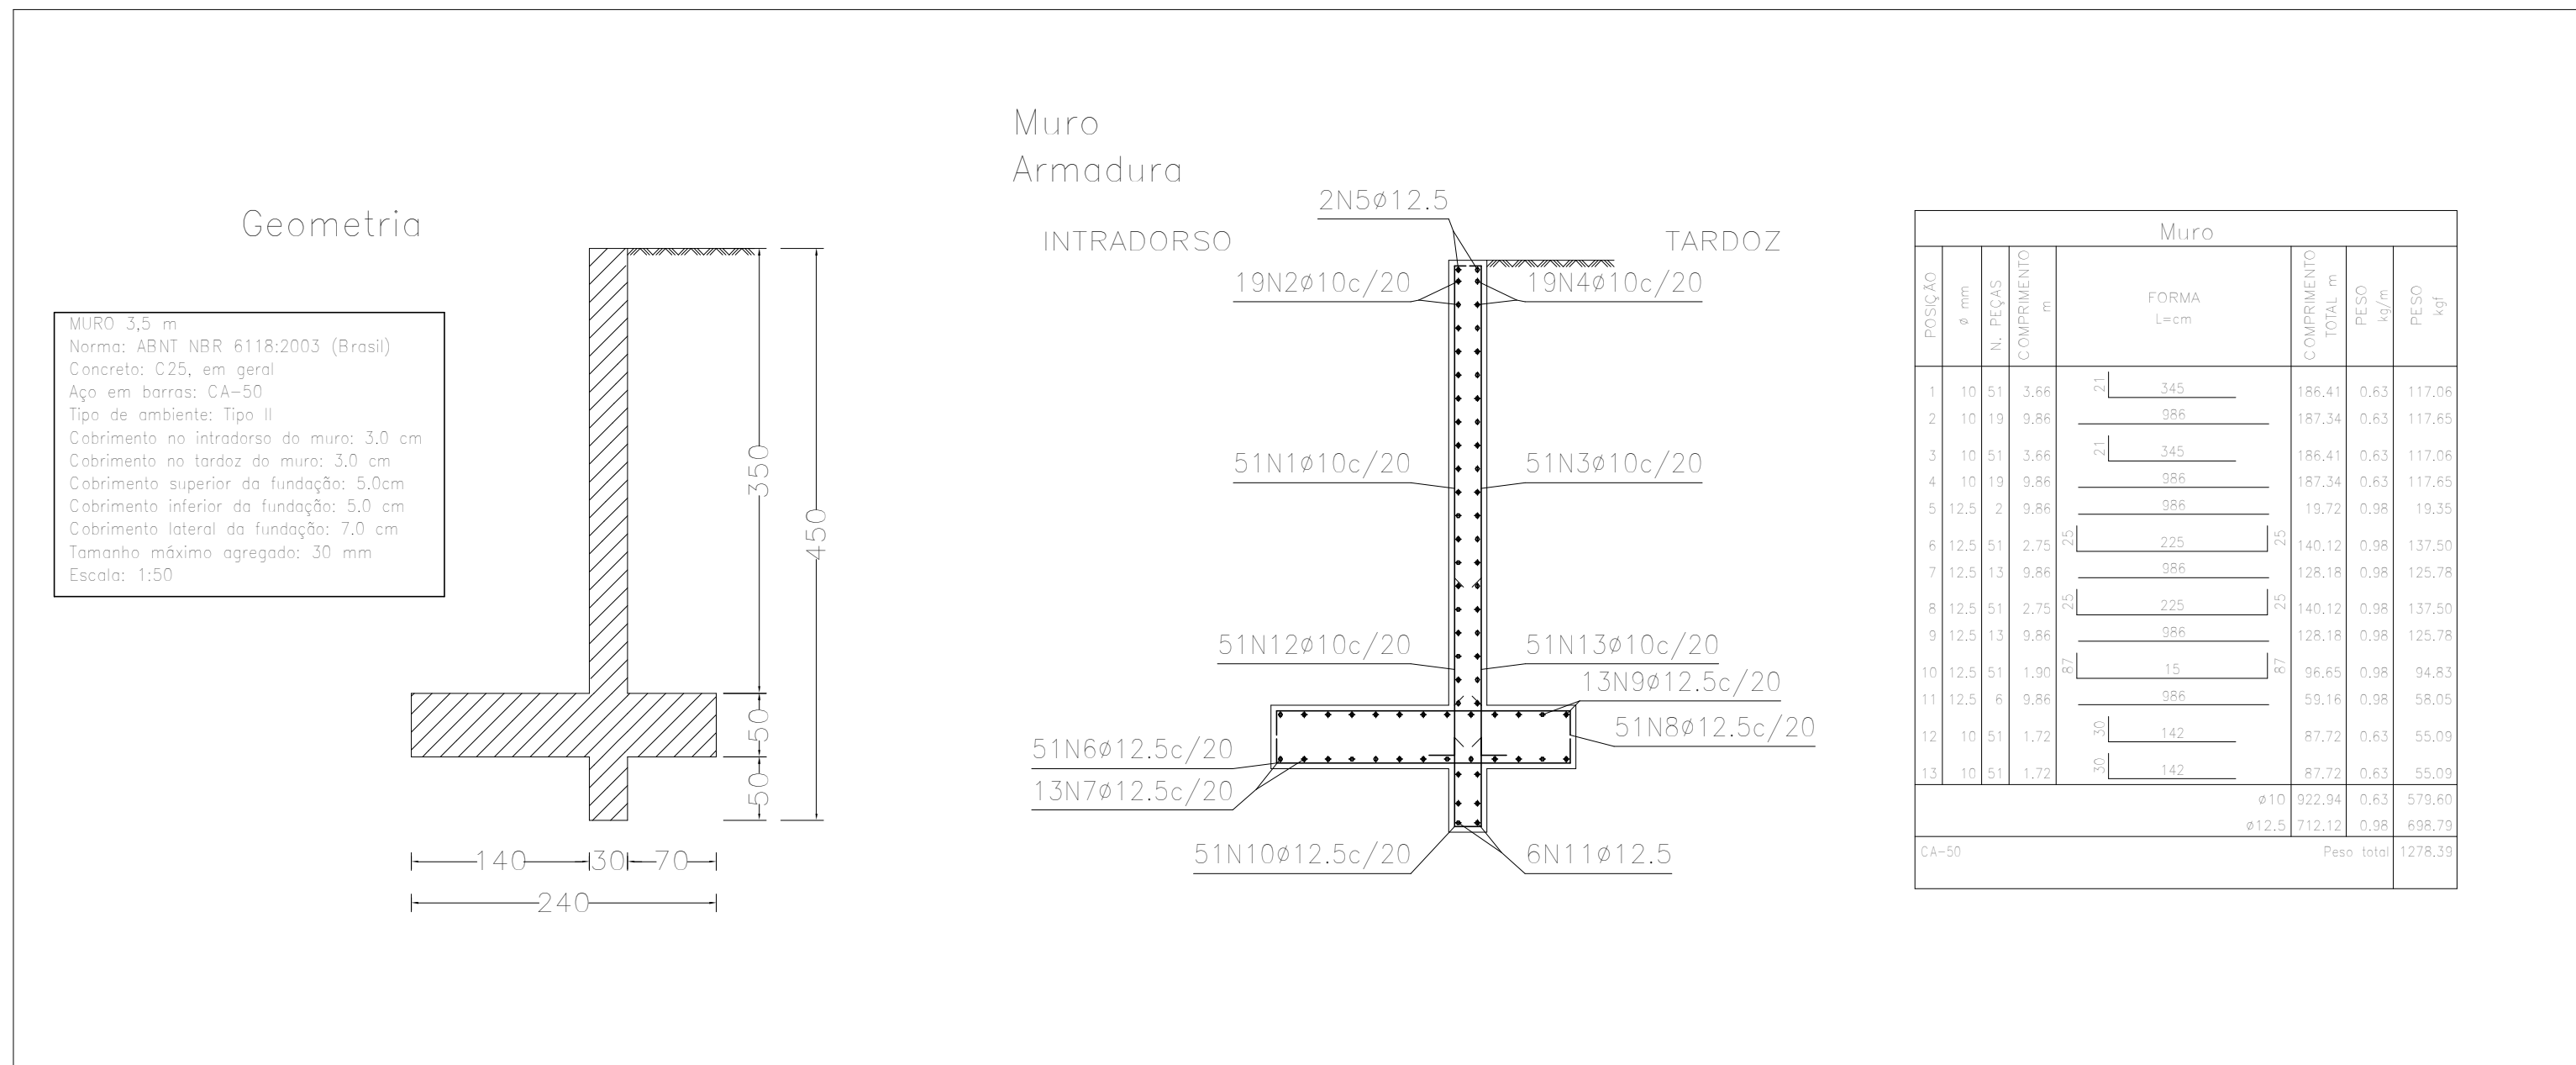 Geometria
MURO 3,5 m
Norma: ABNT NBR 6118:2003 (Brasil)
Concreto: C25, em geral
Aço em barras: CA-50
Tipo de ambiente: Tipo II
Cobrimento no intradorso do muro: 3.0 cm
Cobrimento no tardoz do muro: 3.0 cm
Cobrimento superior da fundação: 5.0cm
Cobrimento inferior da fundação: 5.0 cm
Cobrimento lateral da fundação: 7.0 cm
Tamanho máximo agregado: 30 mm
Escala: 1:50
350
450
50
50
140
30
70
240
Muro
Armadura
2N5ø12.5
INTRADORSO
TARDOZ
19N2ø10c/20
19N4ø10c/20
51N1ø10c/20
51N3ø10c/20
51N12ø10c/20
51N13ø10c/20
13N9ø12.5c/20
51N8ø12.5c/20
51N6ø12.5c/20
13N7ø12.5c/20
51N10ø12.5c/20
6N11ø12.5
Muro
POSIÇÃO
ø mm
N. PEÇAS
COMPRIMENTO m
FORMA
L=cm
COMPRIMENTO TOTAL m
PESO kg/m
PESO kgf
1 10 51 3.66 21 345 186.41 0.63 117.06
2 10 19 9.86 986 187.34 0.63 117.65
3 10 51 3.66 21 345 186.41 0.63 117.06
4 10 19 9.86 986 187.34 0.63 117.65
5 12.5 2 9.86 986 19.72 0.98 19.35
6 12.5 51 2.75 25 225 25 140.12 0.98 137.50
7 12.5 13 9.86 986 128.18 0.98 125.78
8 12.5 51 2.75 25 225 25 140.12 0.98 137.50
9 12.5 13 9.86 986 128.18 0.98 125.78
10 12.5 51 1.90 87 15 87 96.65 0.98 94.83
11 12.5 6 9.86 986 59.16 0.98 58.05
12 10 51 1.72 30 142 87.72 0.63 55.09
13 10 51 1.72 30 142 87.72 0.63 55.09
ø10 922.94 0.63 579.60
ø12.5 712.12 0.98 698.79
CA-50 Peso total 1278.39